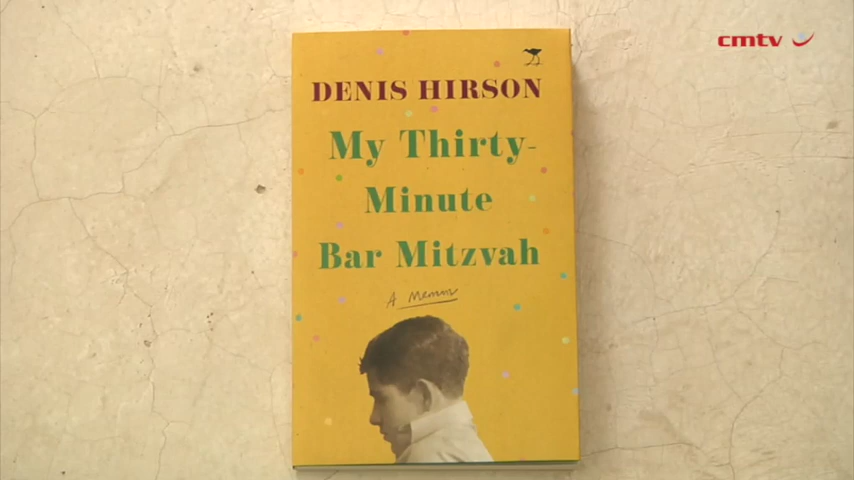 cmtv
DENIS HIRSON
My Thirty-
Minute
Bar Mitzvah
A Memoir